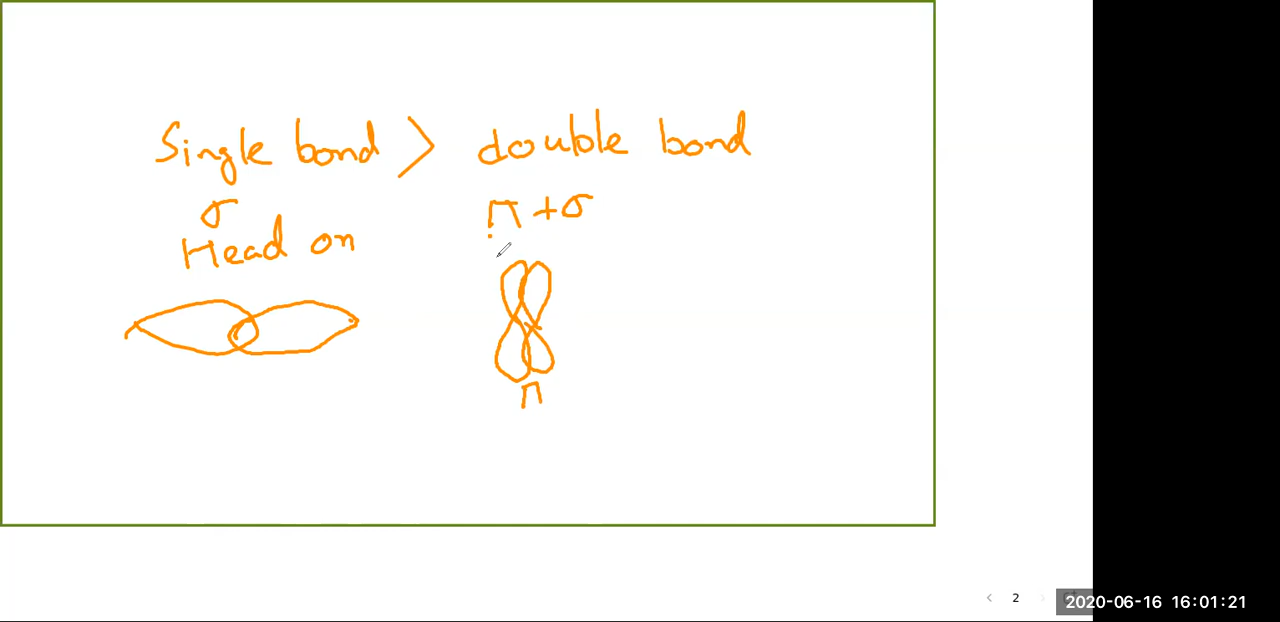 Single bond > double bond
σ π + σ
Head on
π
2
2020-06-16 16:01:21